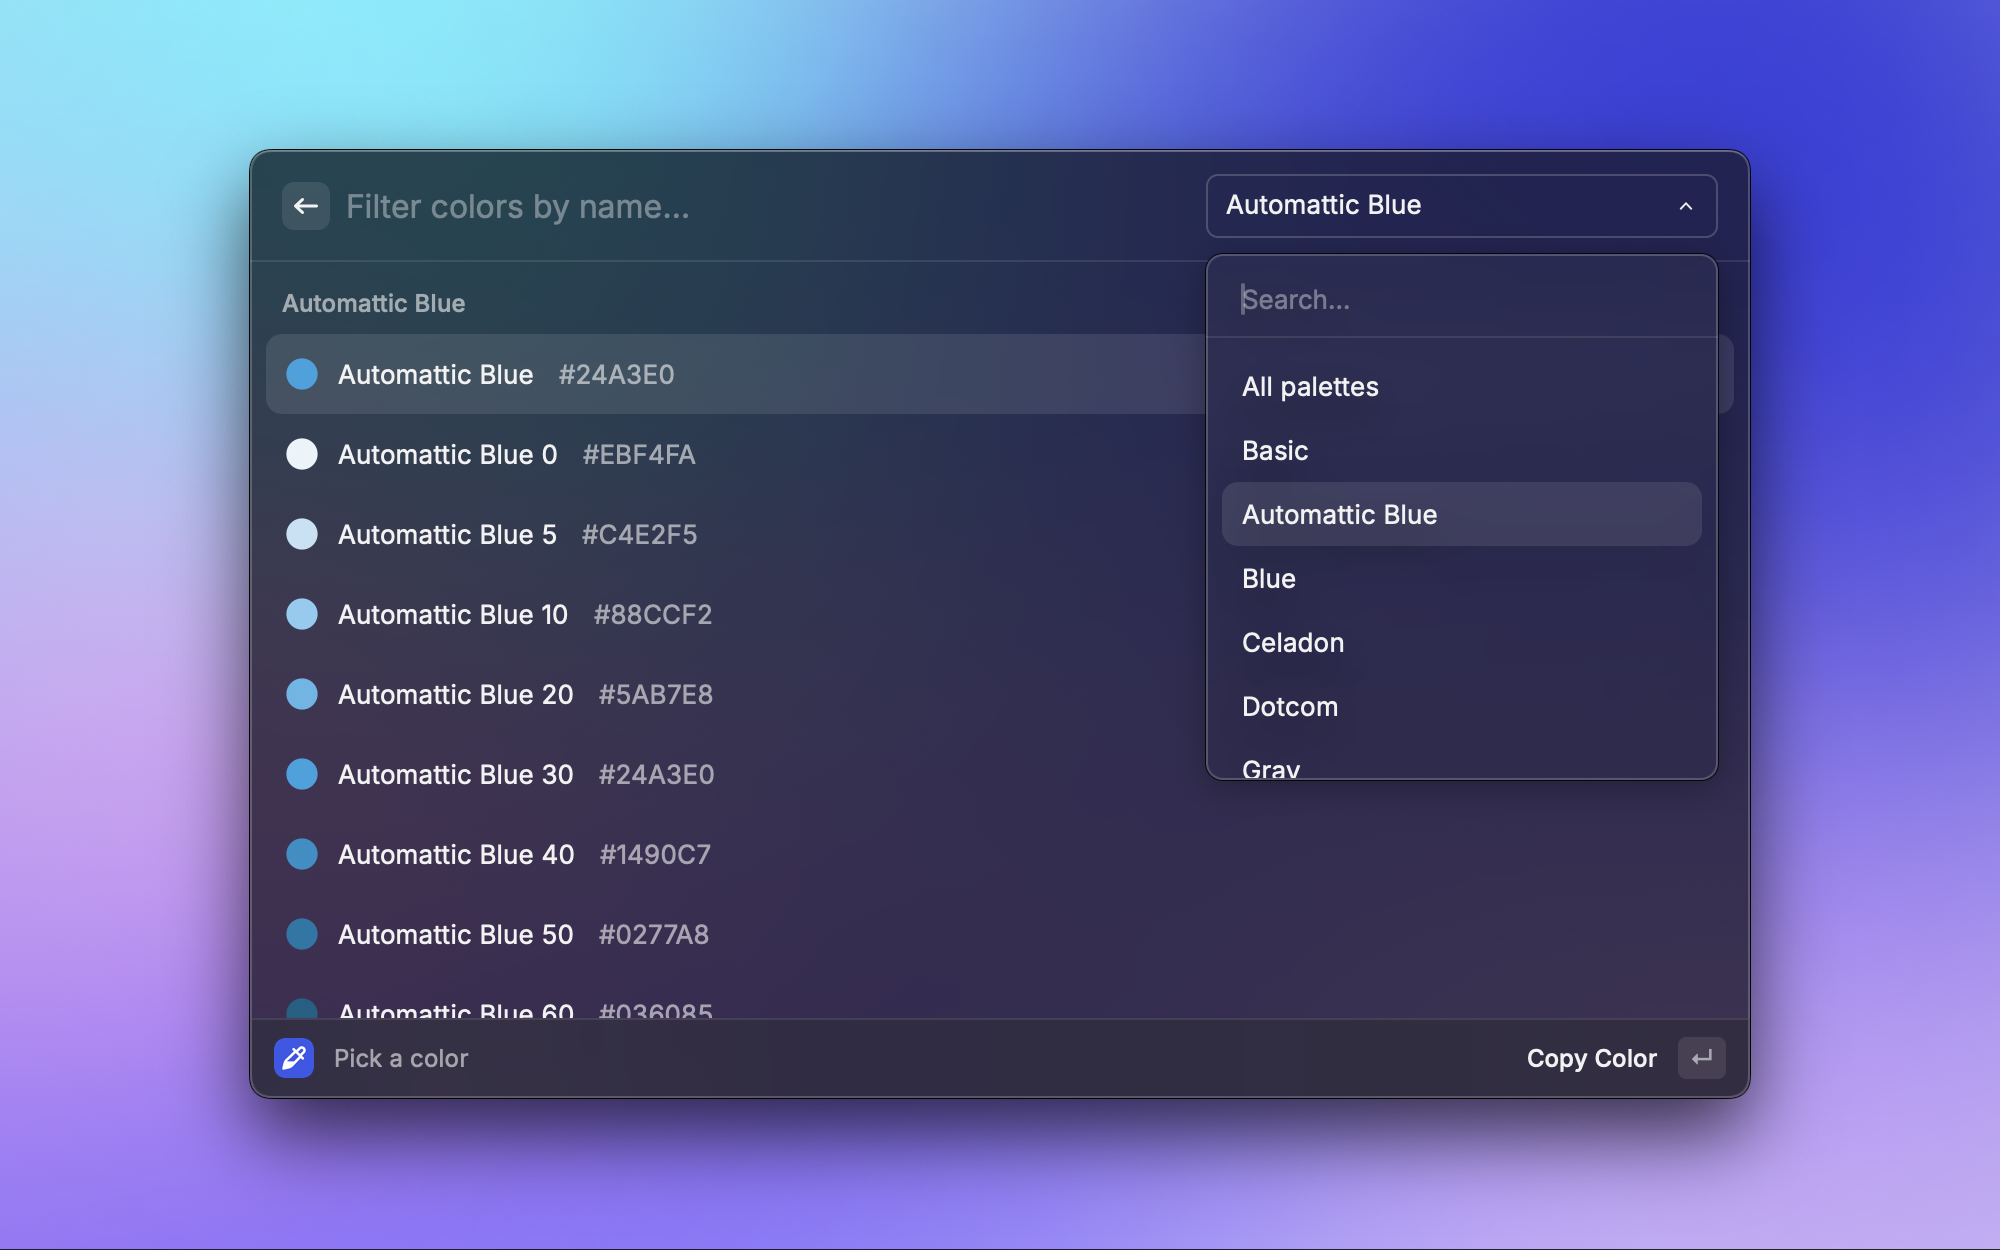 Filter colors by name...
Automattic Blue
Automattic Blue
Automattic Blue #24A3E0
Automattic Blue 0 #EBF4FA
Automattic Blue 5 #C4E2F5
Automattic Blue 10 #88CCF2
Automattic Blue 20 #5AB7E8
Automattic Blue 30 #24A3E0
Automattic Blue 40 #1490C7
Automattic Blue 50 #0277A8
Automattic Blue 60 #036085
Search...
All palettes
Basic
Automattic Blue
Blue
Celadon
Dotcom
Gray
Pick a color
Copy Color